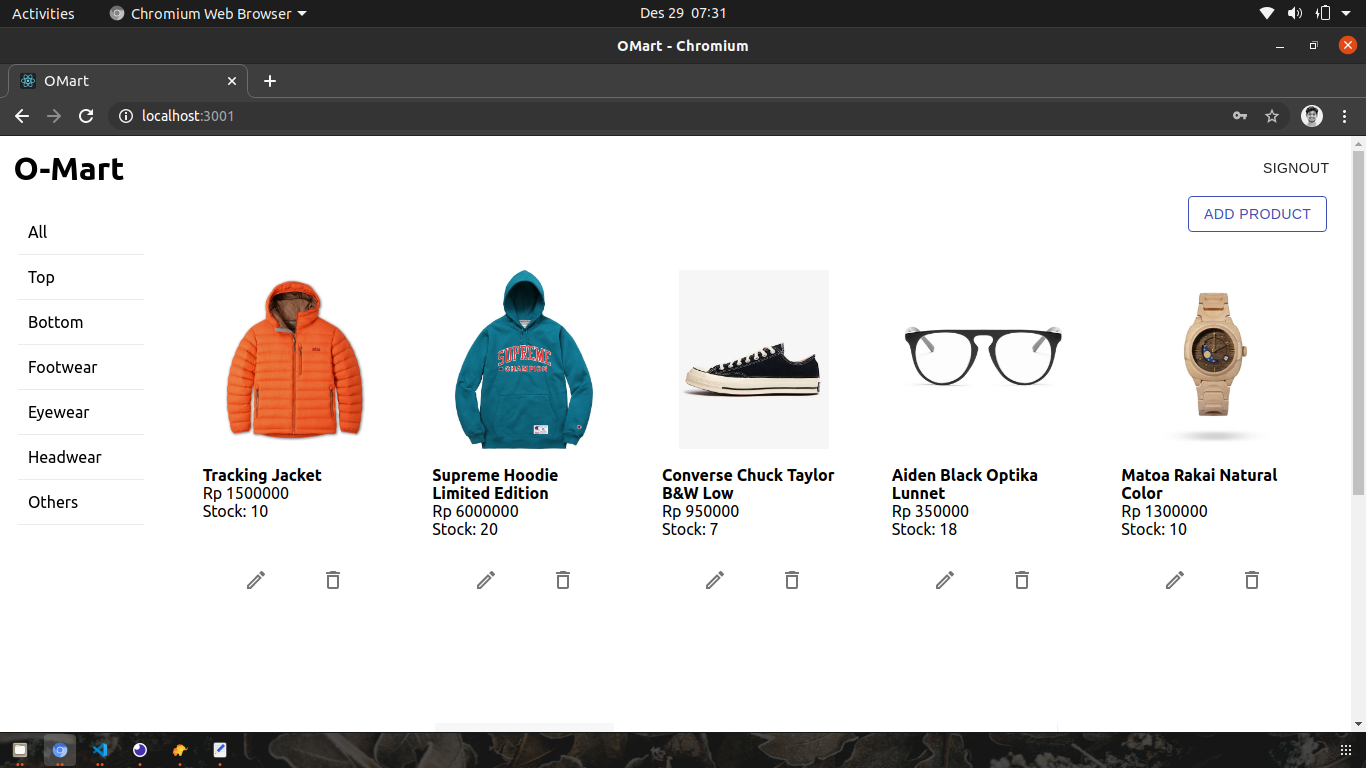 Activities
Chromium Web Browser
Des 29 07:31
OMart - Chromium
OMart
localhost:3001
O-Mart
SIGNOUT
ADD PRODUCT
All
Top
Bottom
Footwear
Eyewear
Headwear
Others
SUPREME
CHAMPION
Tracking Jacket
Rp 1500000
Stock: 10
Supreme Hoodie
Limited Edition
Rp 6000000
Stock: 20
Converse Chuck Taylor
B&W Low
Rp 950000
Stock: 7
Aiden Black Optika
Lunnet
Rp 350000
Stock: 18
Matoa Rakai Natural
Color
Rp 1300000
Stock: 10